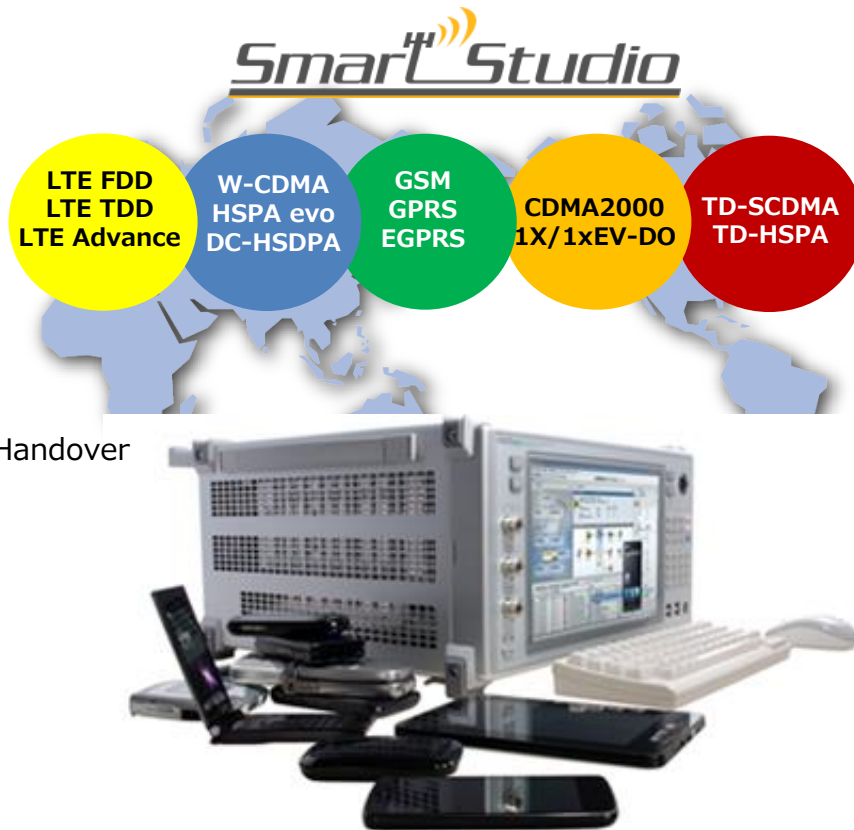 Smart Studio
LTE FDD
LTE TDD
LTE Advance
W-CDMA
HSPA evo
DC-HSDPA
GSM
GPRS
EGPRS
CDMA2000
1X/1xEV-DO
TD-SCDMA
TD-HSPA
Handover